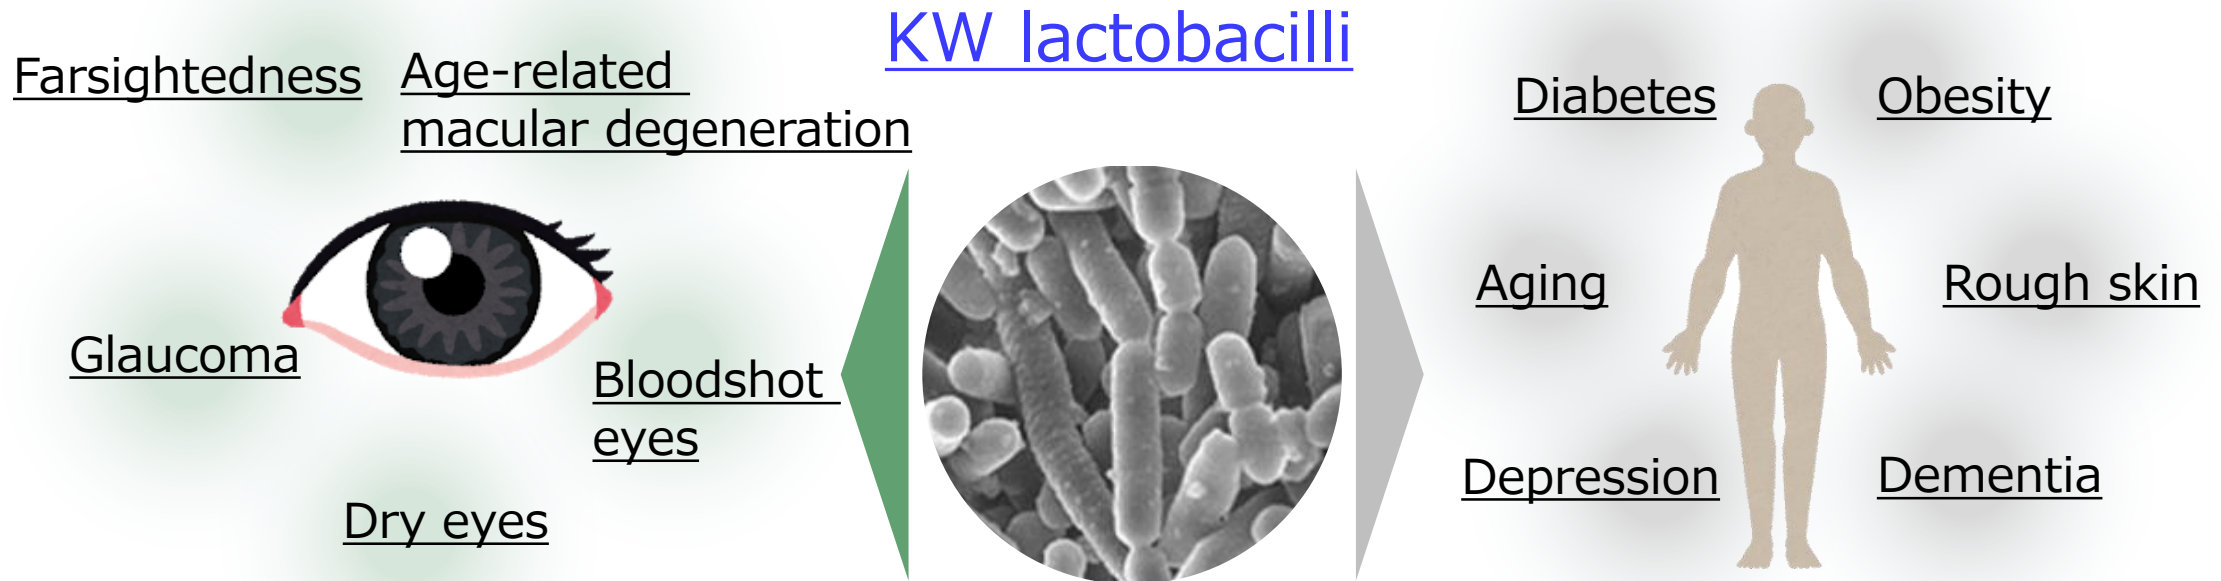 KW lactobacilli
Farsightedness
Age-related
macular degeneration
Glaucoma
Bloodshot
eyes
Dry eyes
Diabetes
Obesity
Aging
Rough skin
Depression
Dementia